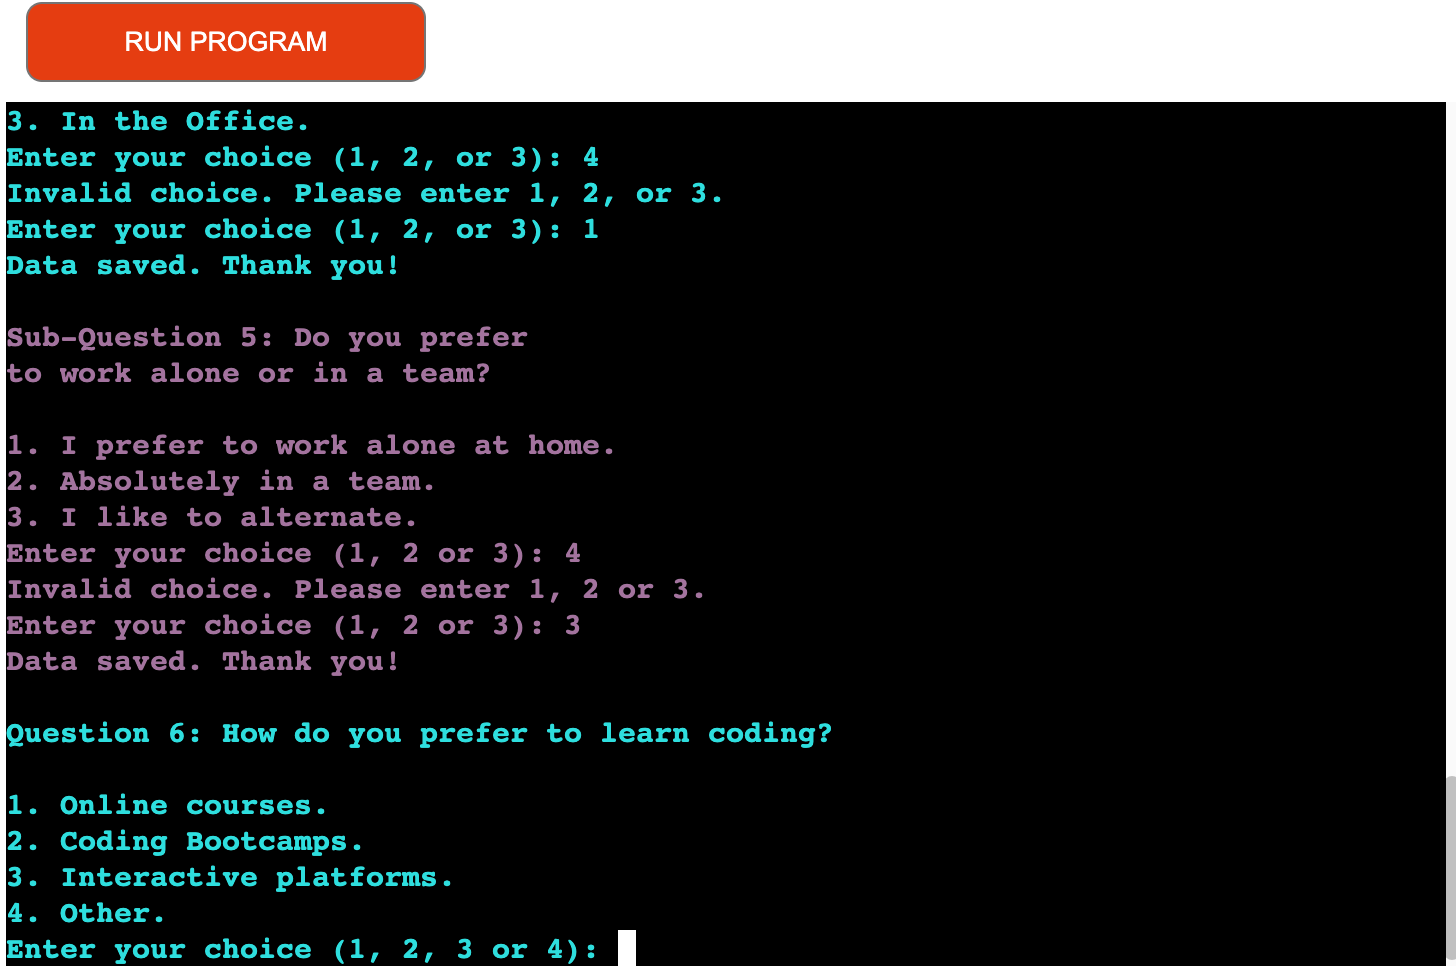 RUN PROGRAM
3. In the Office.
Enter your choice (1, 2, or 3): 4
Invalid choice. Please enter 1, 2, or 3.
Enter your choice (1, 2, or 3): 1
Data saved. Thank you!
Sub-Question 5: Do you prefer
to work alone or in a team?
1. I prefer to work alone at home.
2. Absolutely in a team.
3. I like to alternate.
Enter your choice (1, 2 or 3): 4
Invalid choice. Please enter 1, 2 or 3.
Enter your choice (1, 2 or 3): 3
Data saved. Thank you!
Question 6: How do you prefer to learn coding?
1. Online courses.
2. Coding Bootcamps.
3. Interactive platforms.
4. Other.
Enter your choice (1, 2, 3 or 4):